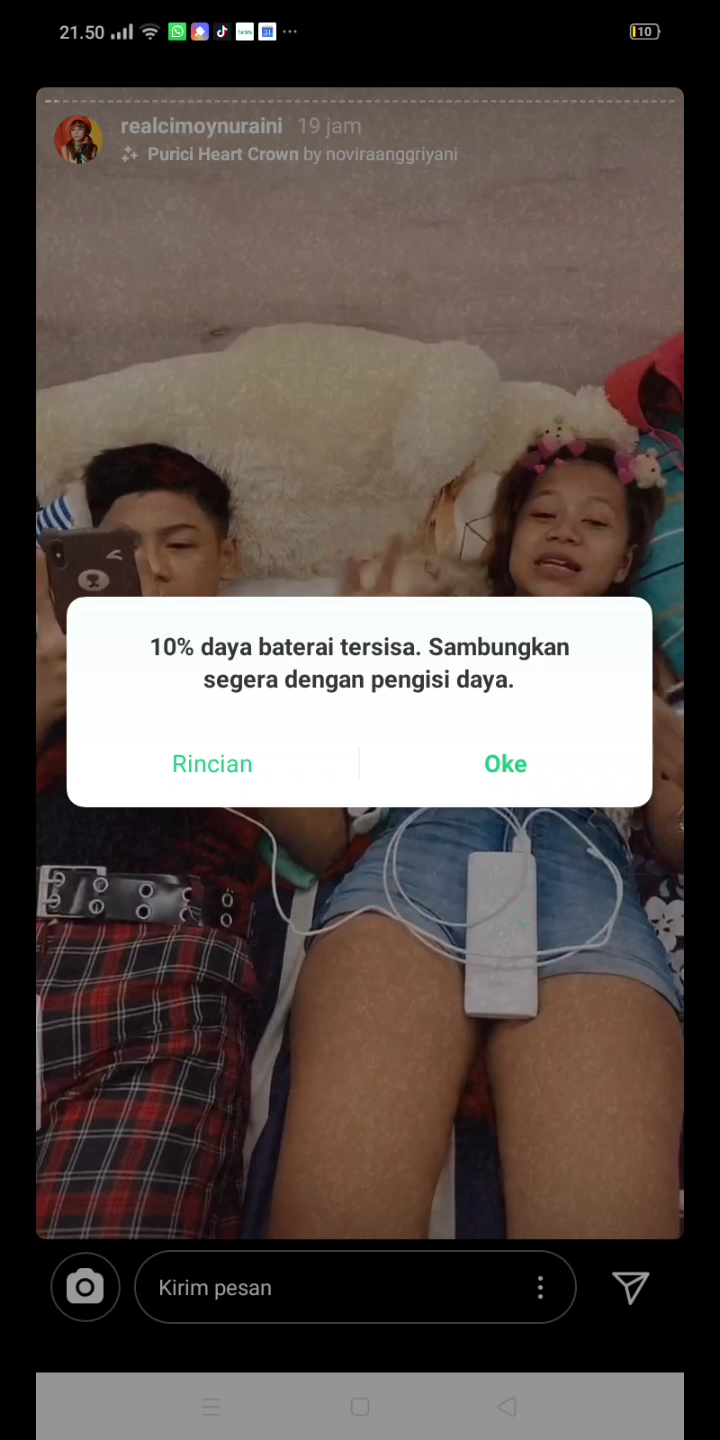 21.50
10
realcimoynuraini 19 jam
Purici Heart Crown by noviraanggriyani
10% daya baterai tersisa. Sambungkan
segera dengan pengisi daya.
Rincian
Oke
Kirim pesan